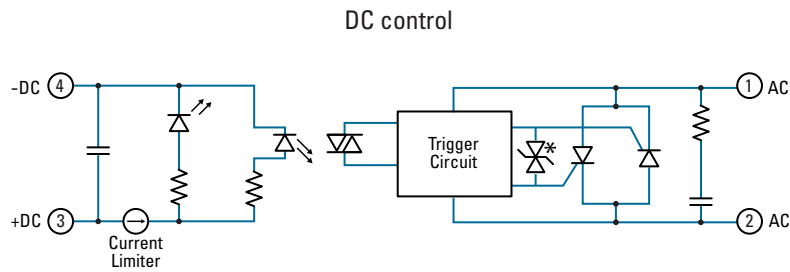 DC control
-DC 4
1 AC
Trigger
Circuit
*
+DC 3
2 AC
Current
Limiter